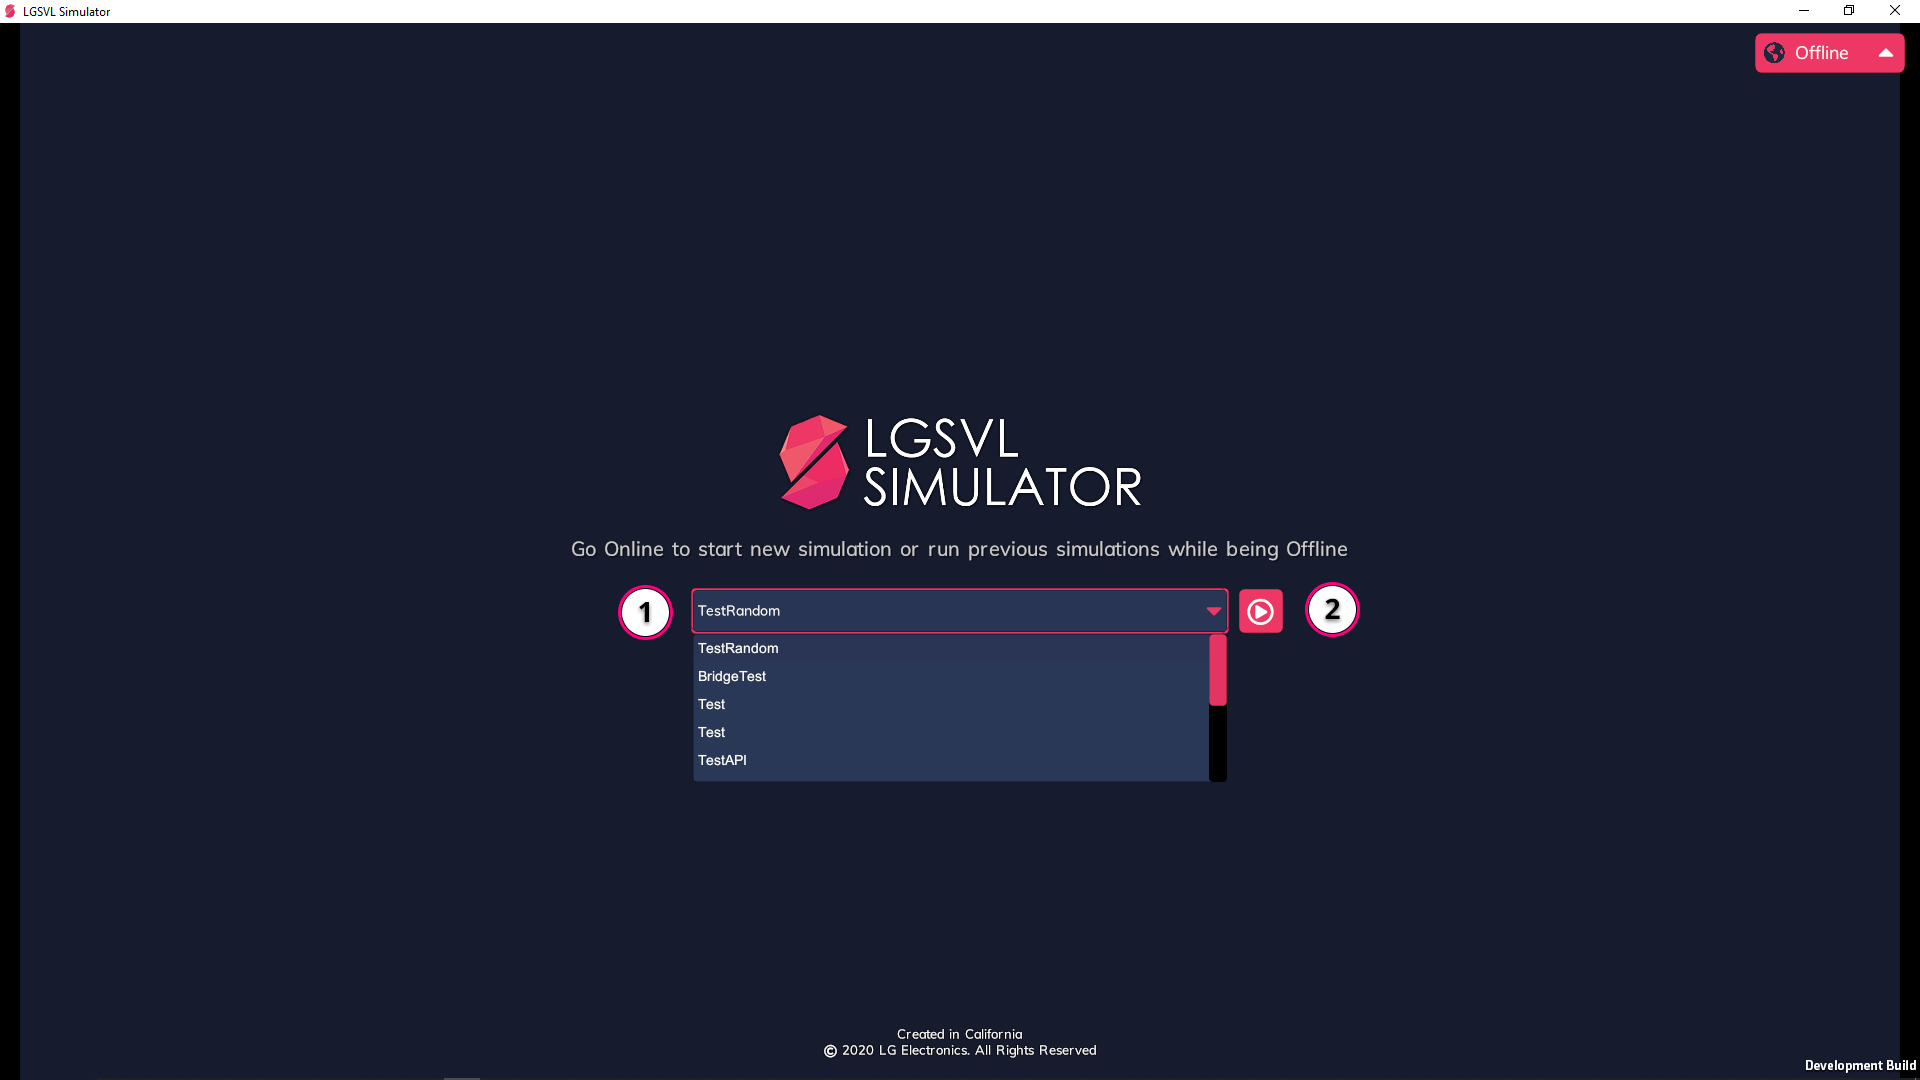 LGSVL Simulator
Offline
LGSVL
SIMULATOR
Go Online to start new simulation or run previous simulations while being Offline
1
TestRandom
2
TestRandom
BridgeTest
Test
Test
TestAPI
Created in California
© 2020 LG Electronics. All Rights Reserved
Development Build